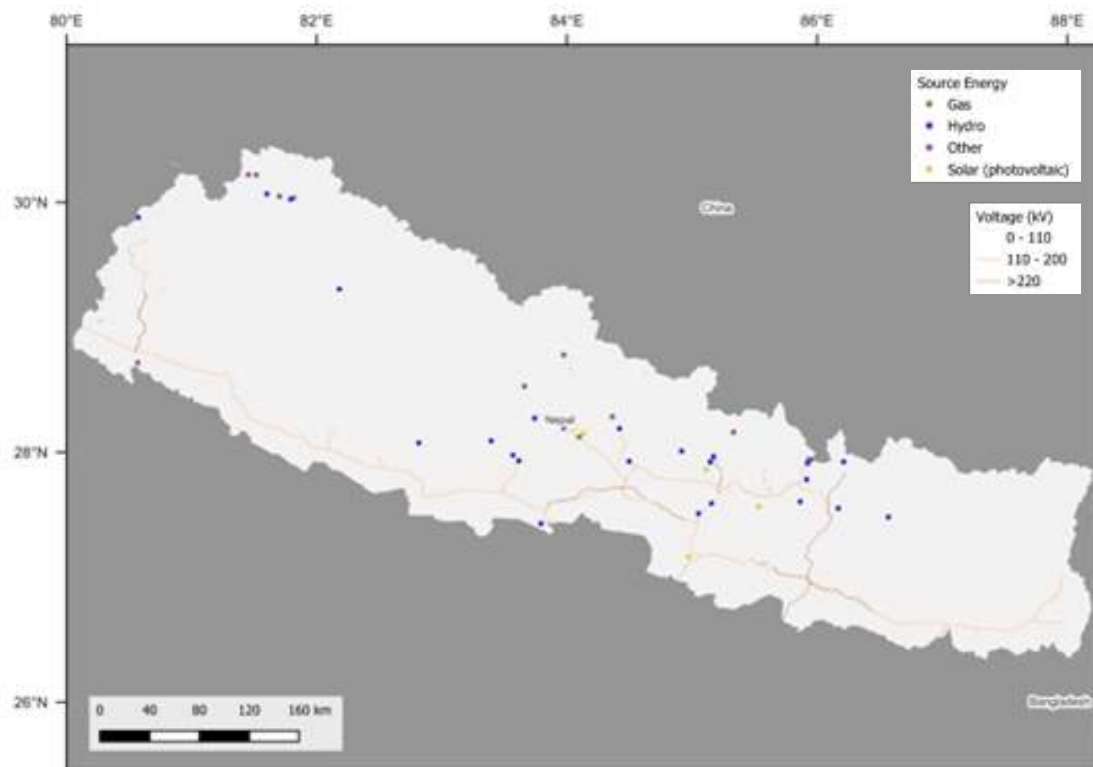 80°E 82°E 84°E 86°E 88°E
Source Energy
Gas
Hydro
Other
Solar (photovoltaic)
30°N
China
Voltage (kV)
0 - 110
110 - 200
>220
Nepal
28°N
26°N
Bangladesh
0 40 80 120 160 km